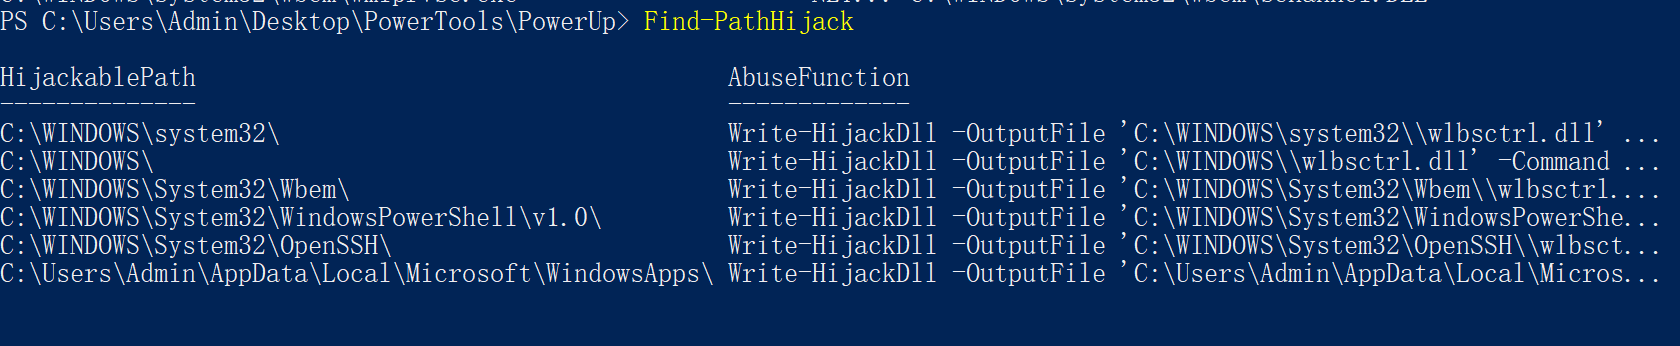 PS C:\Users\Admin\Desktop\PowerTools\PowerUp> Find-PathHijack
HijackablePath AbuseFunction
-------------- -------------
C:\WINDOWS\system32\ Write-HijackDll -OutputFile 'C:\WINDOWS\system32\\wlbsctrl.dll' ...
C:\WINDOWS\ Write-HijackDll -OutputFile 'C:\WINDOWS\\wlbsctrl.dll' -Command ...
C:\WINDOWS\System32\Wbem\ Write-HijackDll -OutputFile 'C:\WINDOWS\System32\Wbem\\wlbsctrl....
C:\WINDOWS\System32\WindowsPowerShell\v1.0\ Write-HijackDll -OutputFile 'C:\WINDOWS\System32\WindowsPowerShe...
C:\WINDOWS\System32\OpenSSH\ Write-HijackDll -OutputFile 'C:\WINDOWS\System32\OpenSSH\\wlbsct...
C:\Users\Admin\AppData\Local\Microsoft\WindowsApps\ Write-HijackDll -OutputFile 'C:\Users\Admin\AppData\Local\Micros...